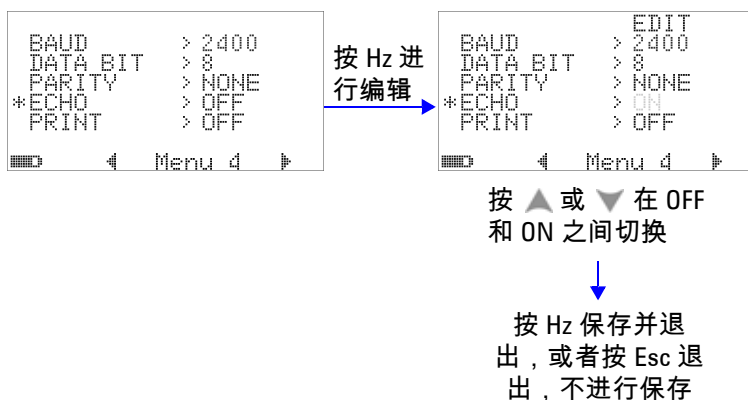 BAUD > 2400
DATA BIT > 8
PARITY > NONE
*ECHO > OFF
PRINT > OFF
Menu 4
按 Hz 进
行编辑
EDIT
BAUD > 2400
DATA BIT > 8
PARITY > NONE
*ECHO > ON
PRINT > OFF
Menu 4
按 ▲ 或 ▼ 在 OFF
和 ON 之间切换
按 Hz 保存并退
出，或者按 Esc 退
出，不进行保存